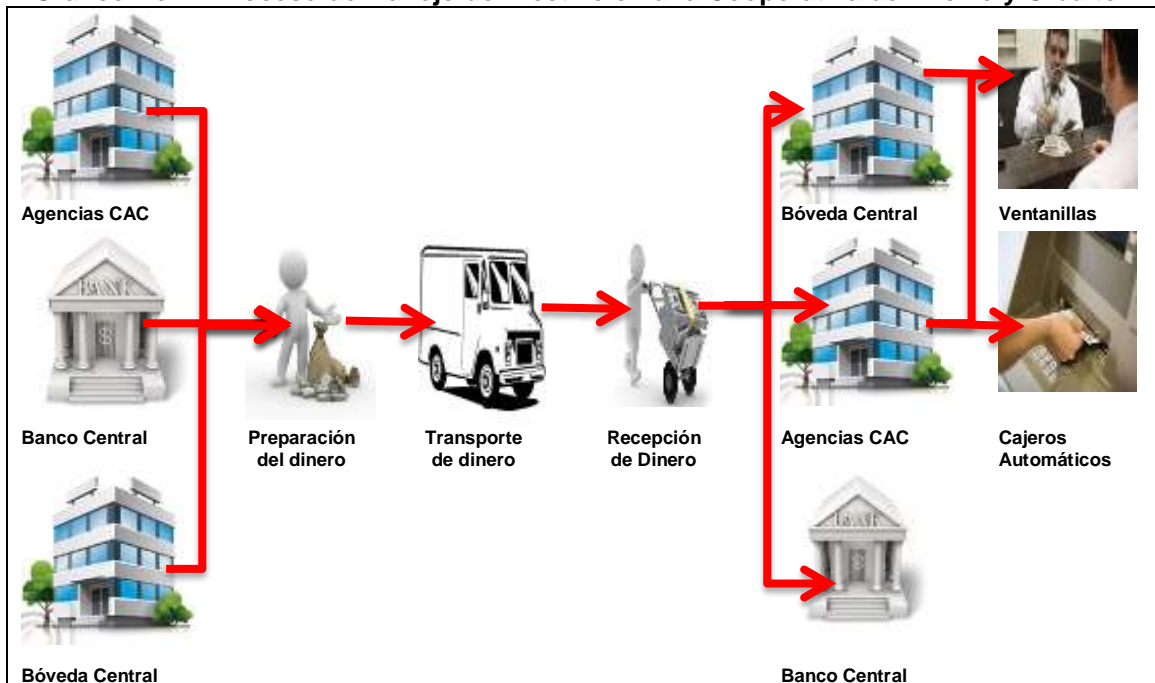 Agencias CAC
Bóveda Central
Ventanillas
BANK
Banco Central
Preparación
del dinero
Transporte
de dinero
Recepción
de Dinero
Agencias CAC
Cajeros
Automáticos
Bóveda Central
Banco Central